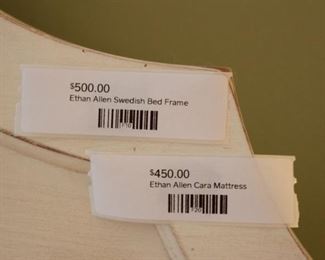 $500.00
Ethan Allen Swedish Bed Frame
$450.00
Ethan Allen Cara Mattress